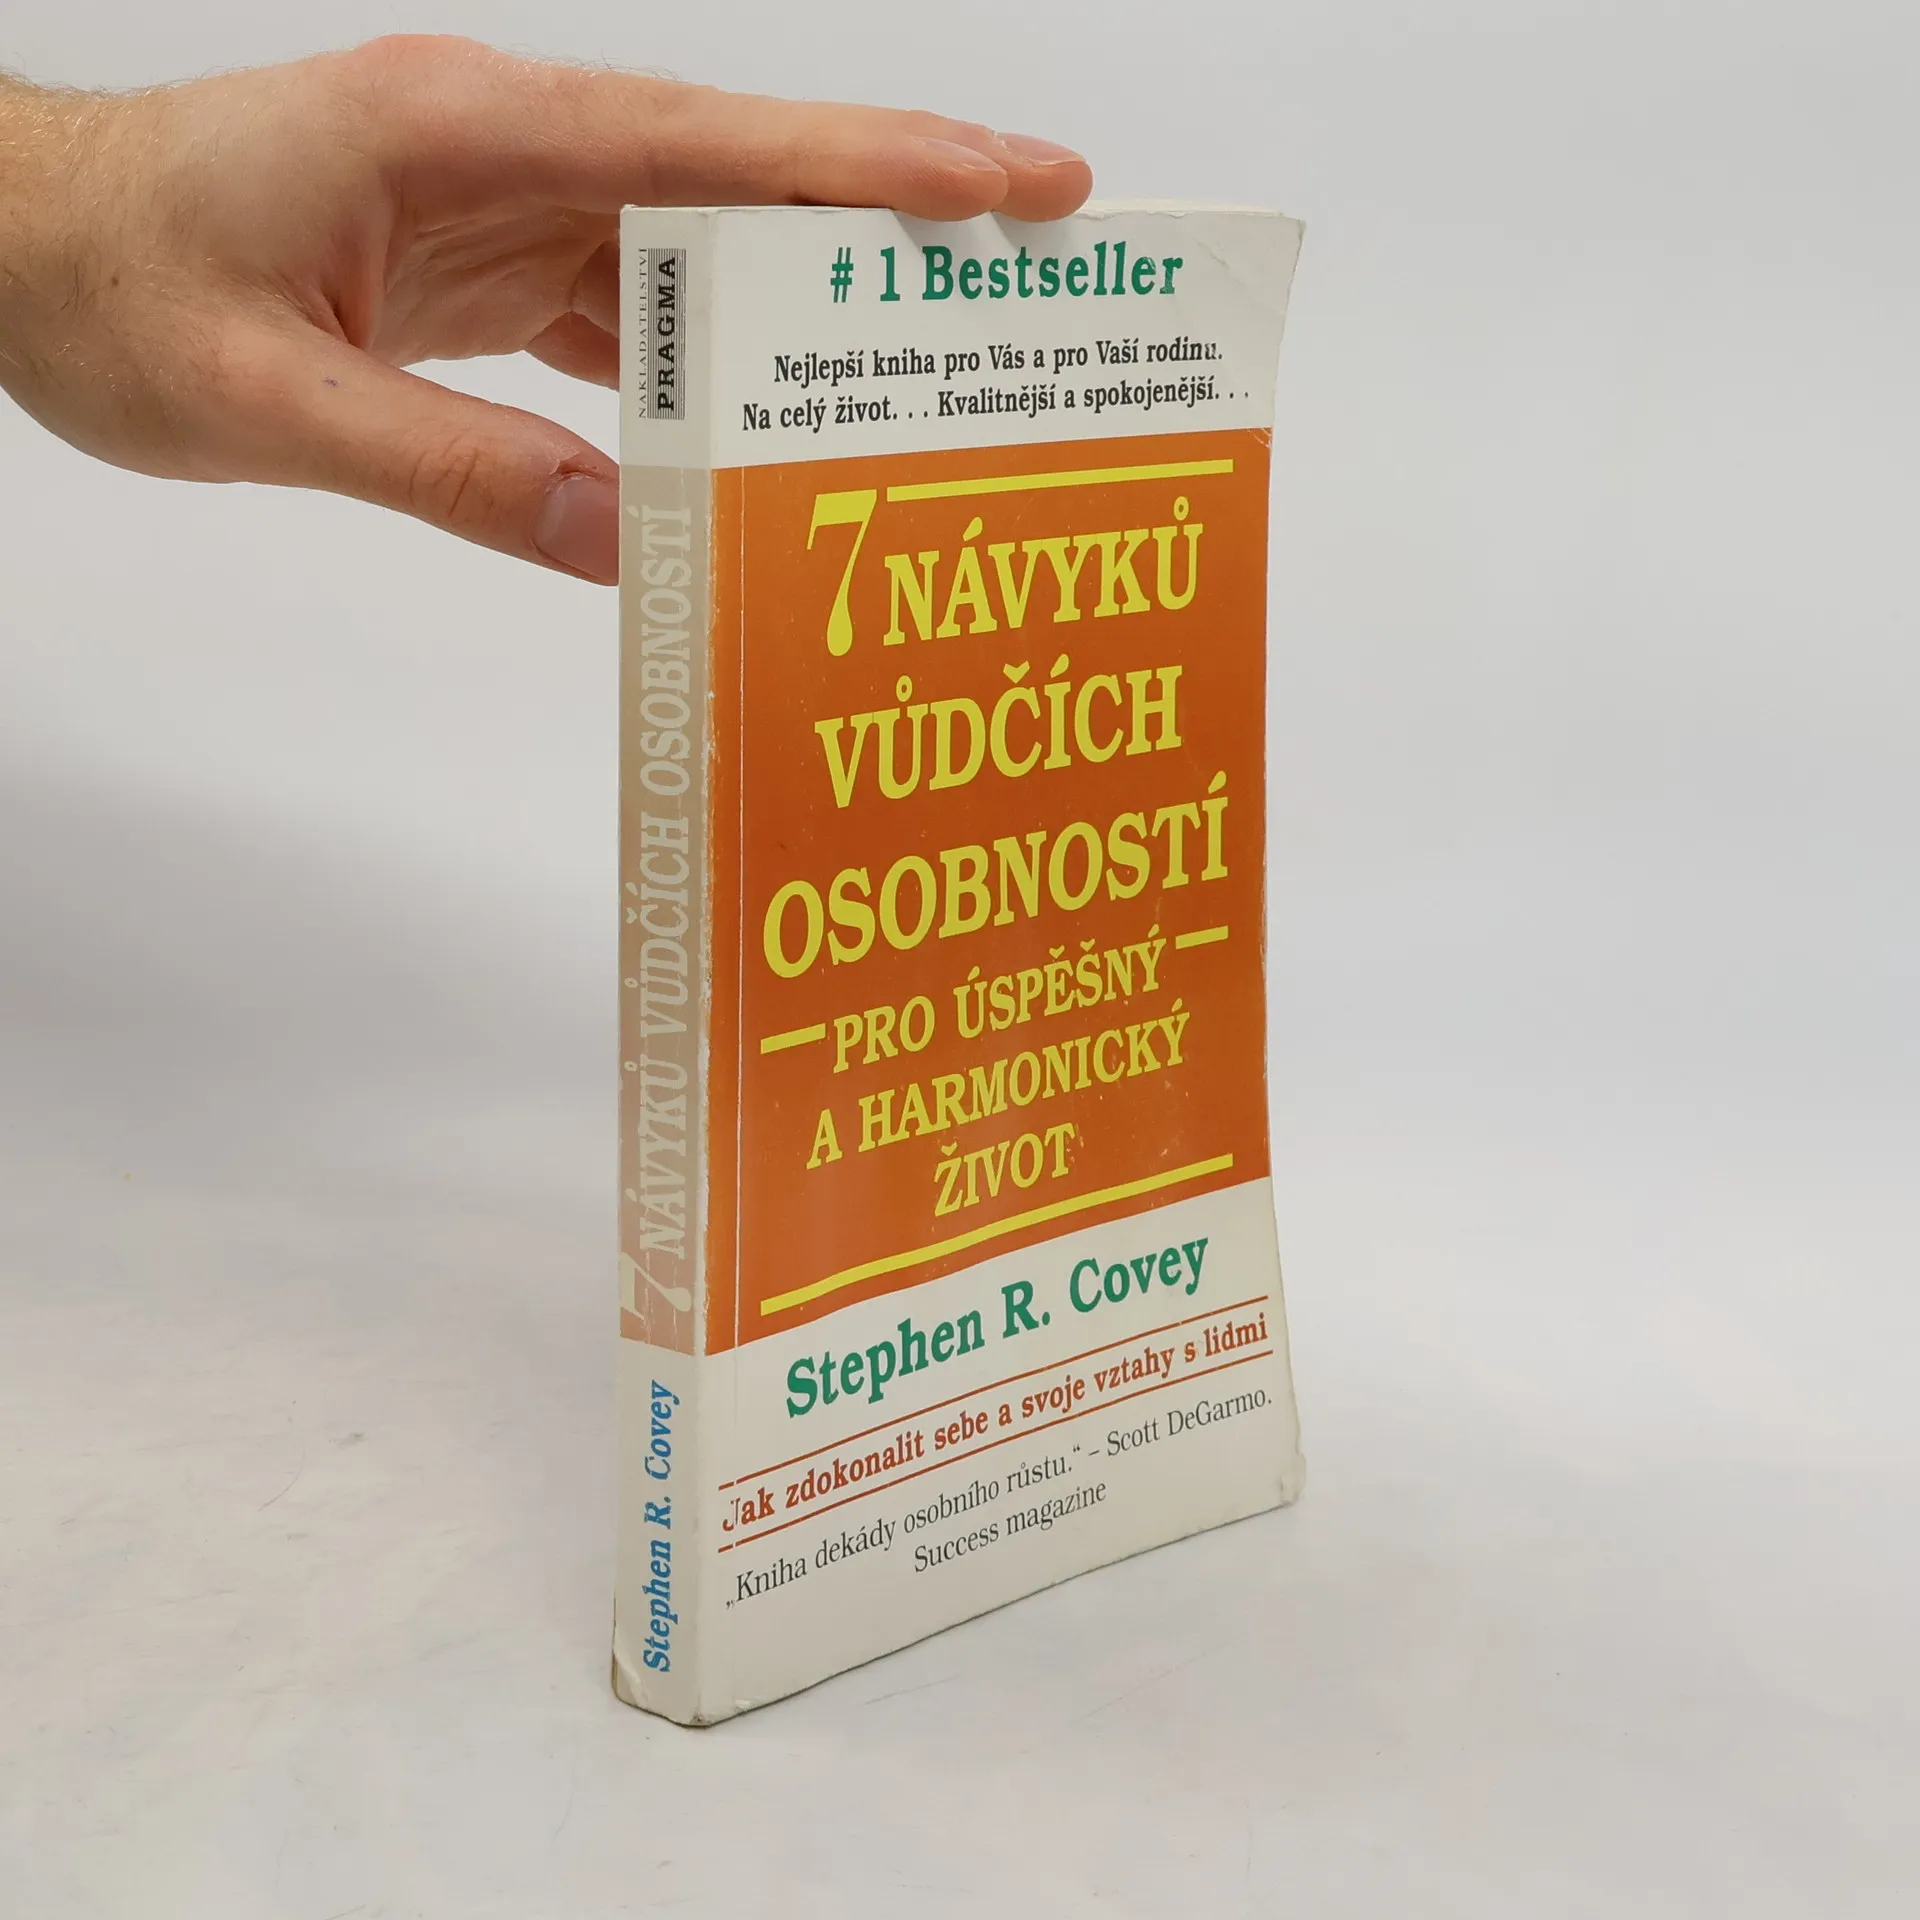 # 1 Bestseller
Nejlepší kniha pro Vás a pro Vaší rodinu.
Na celý život. . . Kvalitnější a spokojenější. . .
7 NÁVYKŮ
VŮDČÍCH
OSOBNOSTÍ
PRO ÚSPĚŠNÝ
A HARMONICKÝ
ŽIVOT
Stephen R. Covey
Jak zdokonalit sebe a svoje vztahy s lidmi
„Kniha dekády osobního růstu.“ – Scott DeGarmo.
Success magazine
Stephen R. Covey
7 NÁVYKŮ VŮDČÍCH OSOBNOSTÍ
NAKLADATELSTVÍ
PRAGMA